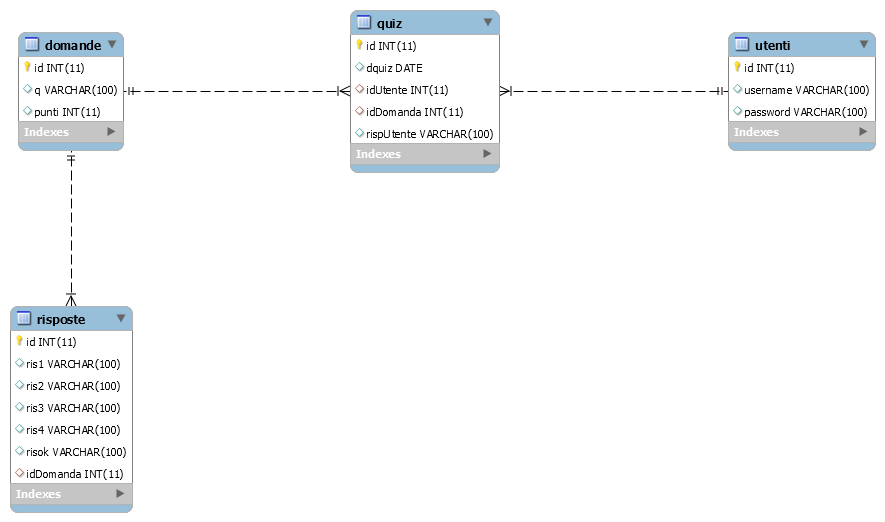 domande
id INT(11)
q VARCHAR(100)
punti INT(11)
Indexes
quiz
id INT(11)
dquiz DATE
idUtente INT(11)
idDomanda INT(11)
rispUtente VARCHAR(100)
Indexes
utenti
id INT(11)
username VARCHAR(100)
password VARCHAR(100)
Indexes
risposte
id INT(11)
ris1 VARCHAR(100)
ris2 VARCHAR(100)
ris3 VARCHAR(100)
ris4 VARCHAR(100)
risok VARCHAR(100)
idDomanda INT(11)
Indexes